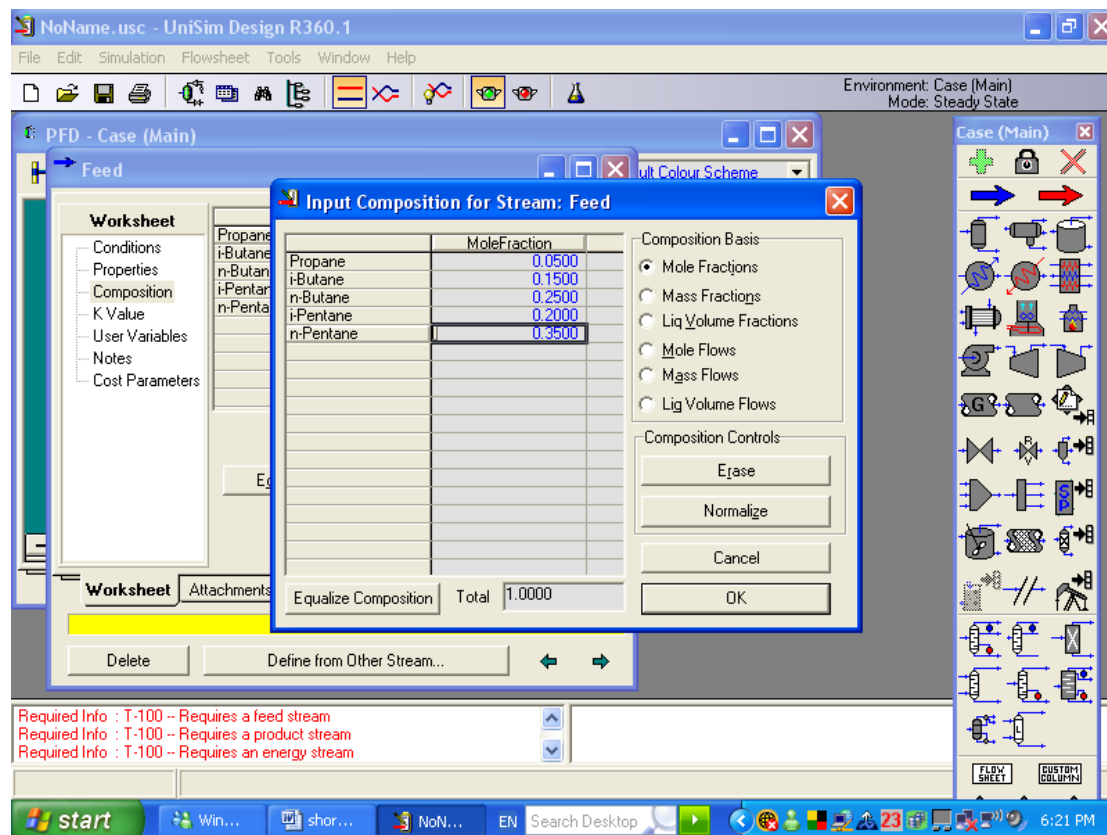 NoName.usc - UniSim Design R360.1
File Edit Simulation Flowsheet Tools Window Help
Environment: Case (Main)
Mode: Steady State
PFD - Case (Main)
Case (Main)
Feed
ult Colour Scheme
Input Composition for Stream: Feed
Worksheet
Conditions
Properties
Composition
K Value
User Variables
Notes
Cost Parameters
Propane
i-Butane
n-Butan
i-Pentar
n-Penta
MoleFraction
Propane 0.0500
i-Butane 0.1500
n-Butane 0.2500
i-Pentane 0.2000
n-Pentane 0.3500
Composition Basis
Mole Fractions
Mass Fractions
Liq Volume Fractions
Mole Flows
Mass Flows
Liq Volume Flows
Composition Controls
Erase
Normalize
Cancel
OK
Equalize Composition Total 1.0000
Worksheet Attachments
Delete Define from Other Stream...
Required Info : T-100 -- Requires a feed stream
Required Info : T-100 -- Requires a product stream
Required Info : T-100 -- Requires an energy stream
FLOW SHEET
CUSTOM COLUMN
start Win... shor... NoN... EN Search Desktop 23 6:21 PM